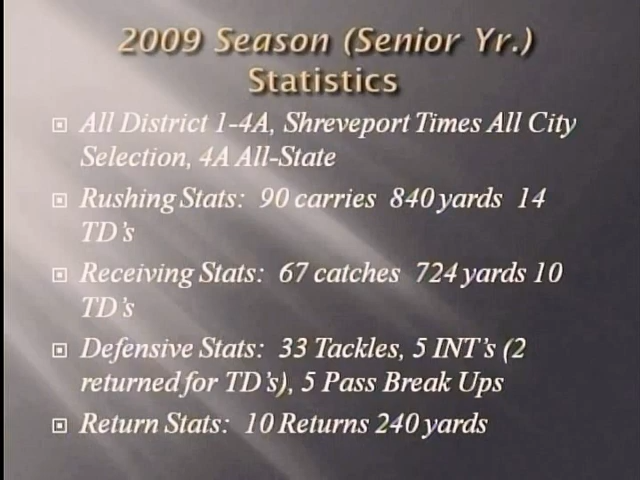 2009 Season (Senior Yr.)
Statistics
All District 1-4A, Shreveport Times All City
Selection, 4A All-State
Rushing Stats: 90 carries 840 yards 14
TD's
Receiving Stats: 67 catches 724 yards 10
TD's
Defensive Stats: 33 Tackles, 5 INT's (2
returned for TD's), 5 Pass Break Ups
Return Stats: 10 Returns 240 yards